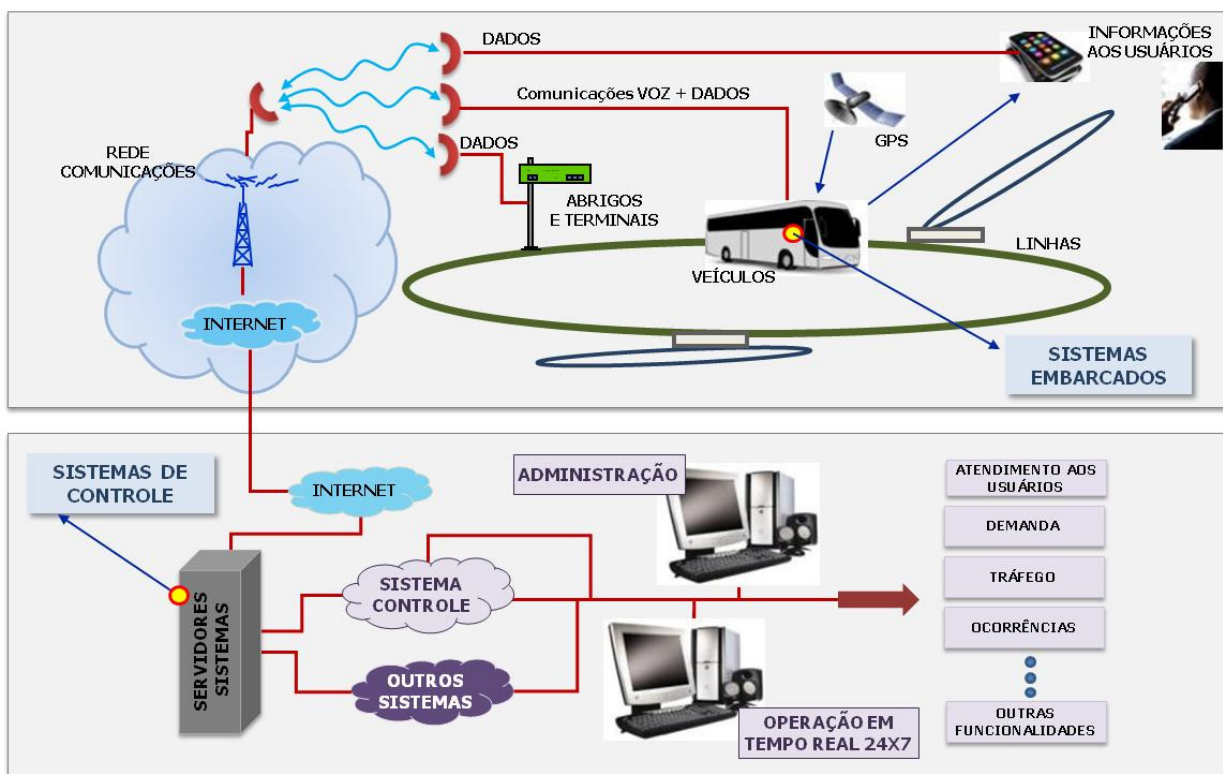 DADOS
INFORMAÇÕES
AOS USUÁRIOS
Comunicações VOZ + DADOS
GPS
DADOS
REDE
COMUNICAÇÕES
ABRIGOS
E TERMINAIS
LINHAS
VEÍCULOS
INTERNET
SISTEMAS
EMBARCADOS
SISTEMAS DE
CONTROLE
INTERNET
ADMINISTRAÇÃO
ATENDIMENTO AOS
USUÁRIOS
DEMANDA
TRÁFEGO
OCORRÊNCIAS
OUTRAS
FUNCIONALIDADES
SERVIDORES
SISTEMAS
SISTEMA
CONTROLE
OUTROS
SISTEMAS
OPERAÇÃO EM
TEMPO REAL 24X7